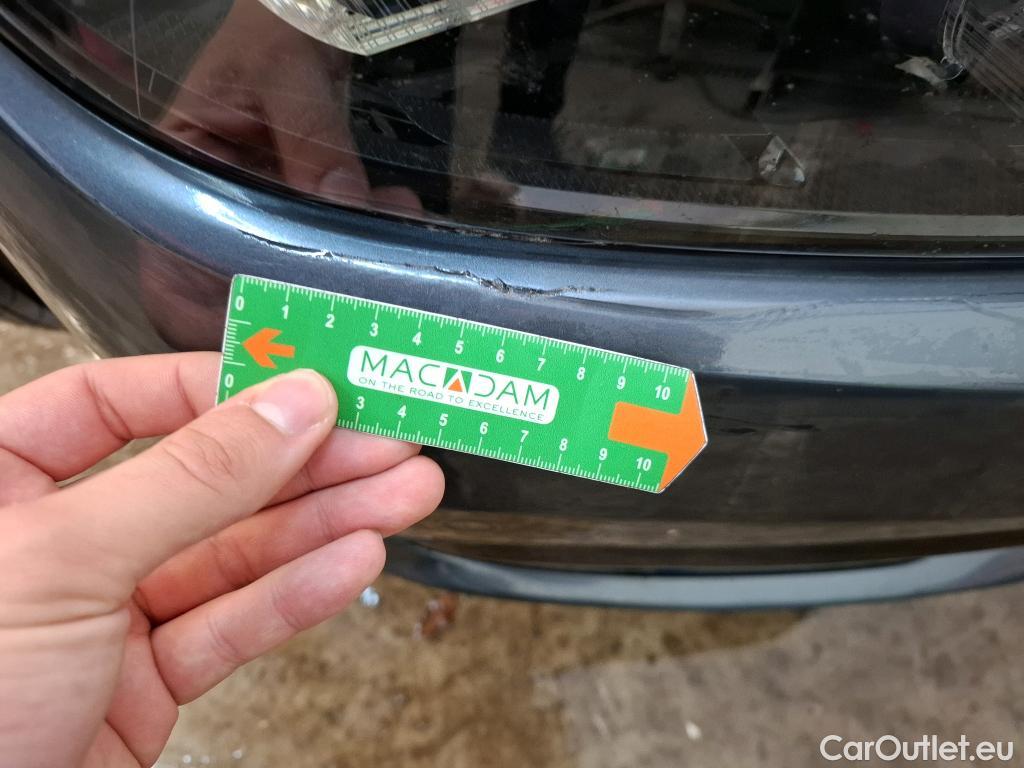 0 1 2 3 4 5 6 7 8 9 10
MACADAM
ON THE ROAD TO EXCELLENCE
0 3 4 5 6 7 8 9 10
CarOutlet.eu